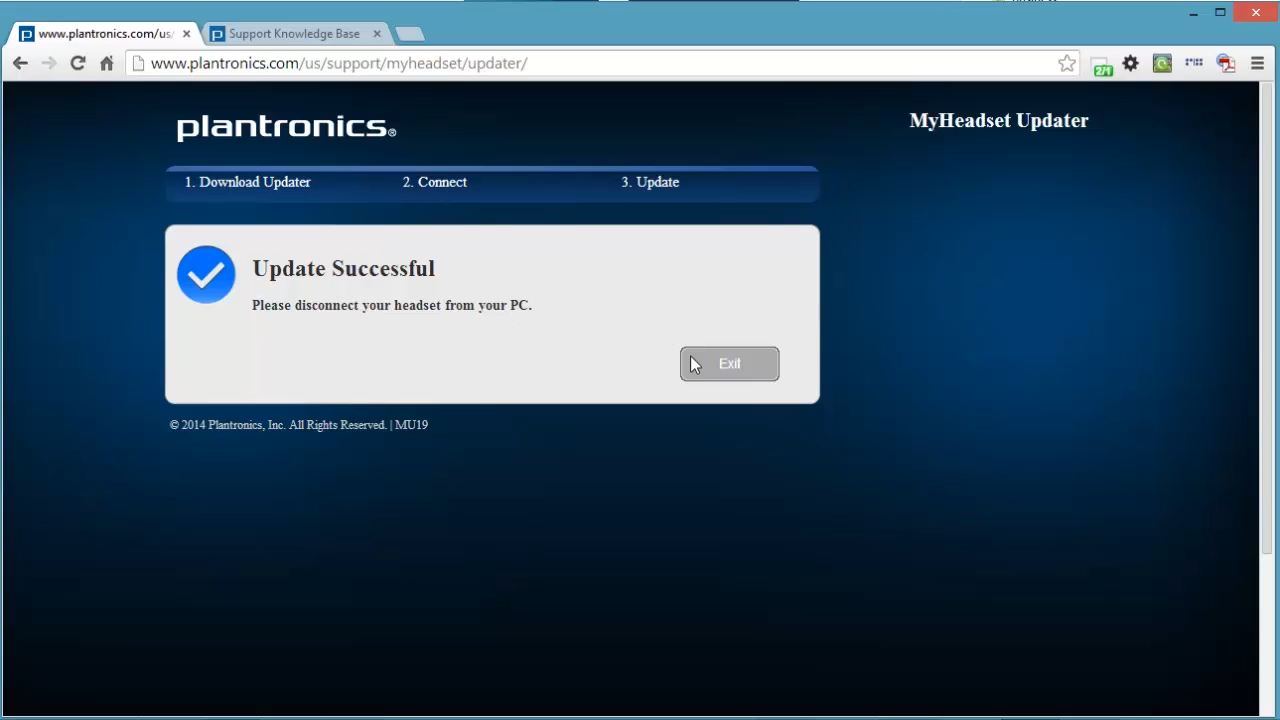 www.plantronics.com/us/
Support Knowledge Base
www.plantronics.com/us/support/myheadset/updater/
2/1
plantronics®
MyHeadset Updater
1. Download Updater
2. Connect
3. Update
Update Successful
Please disconnect your headset from your PC.
Exit
© 2014 Plantronics, Inc. All Rights Reserved. | MU19